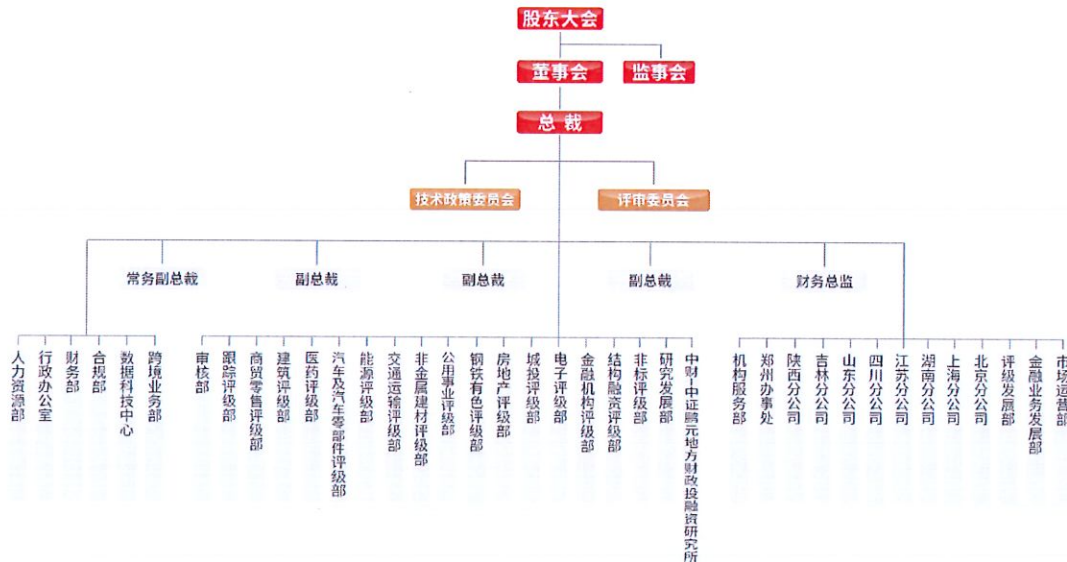 股东大会
董事会
监事会
总 裁
技术政策委员会
评审委员会
常务副总裁
副总裁
副总裁
副总裁
财务总监
人力资源部
行政办公室
财务部
合规部
数据科技中心
跨境业务部
审核部
跟踪评级部
商贸零售评级部
建筑评级部
医药评级部
汽车及汽车零部件评级部
能源评级部
交通运输评级部
非金属建材评级部
公用事业评级部
钢铁有色评级部
房地产评级部
城投评级部
电子评级部
金融机构评级部
结构融资评级部
非标评级部
研究发展部
中财-中证鹏元地方财政投融资研究所
机构服务部
郑州办事处
陕西分公司
吉林分公司
山东分公司
四川分公司
江苏分公司
湖南分公司
上海分公司
北京分公司
评级发展部
金融业务发展部
市场运营部